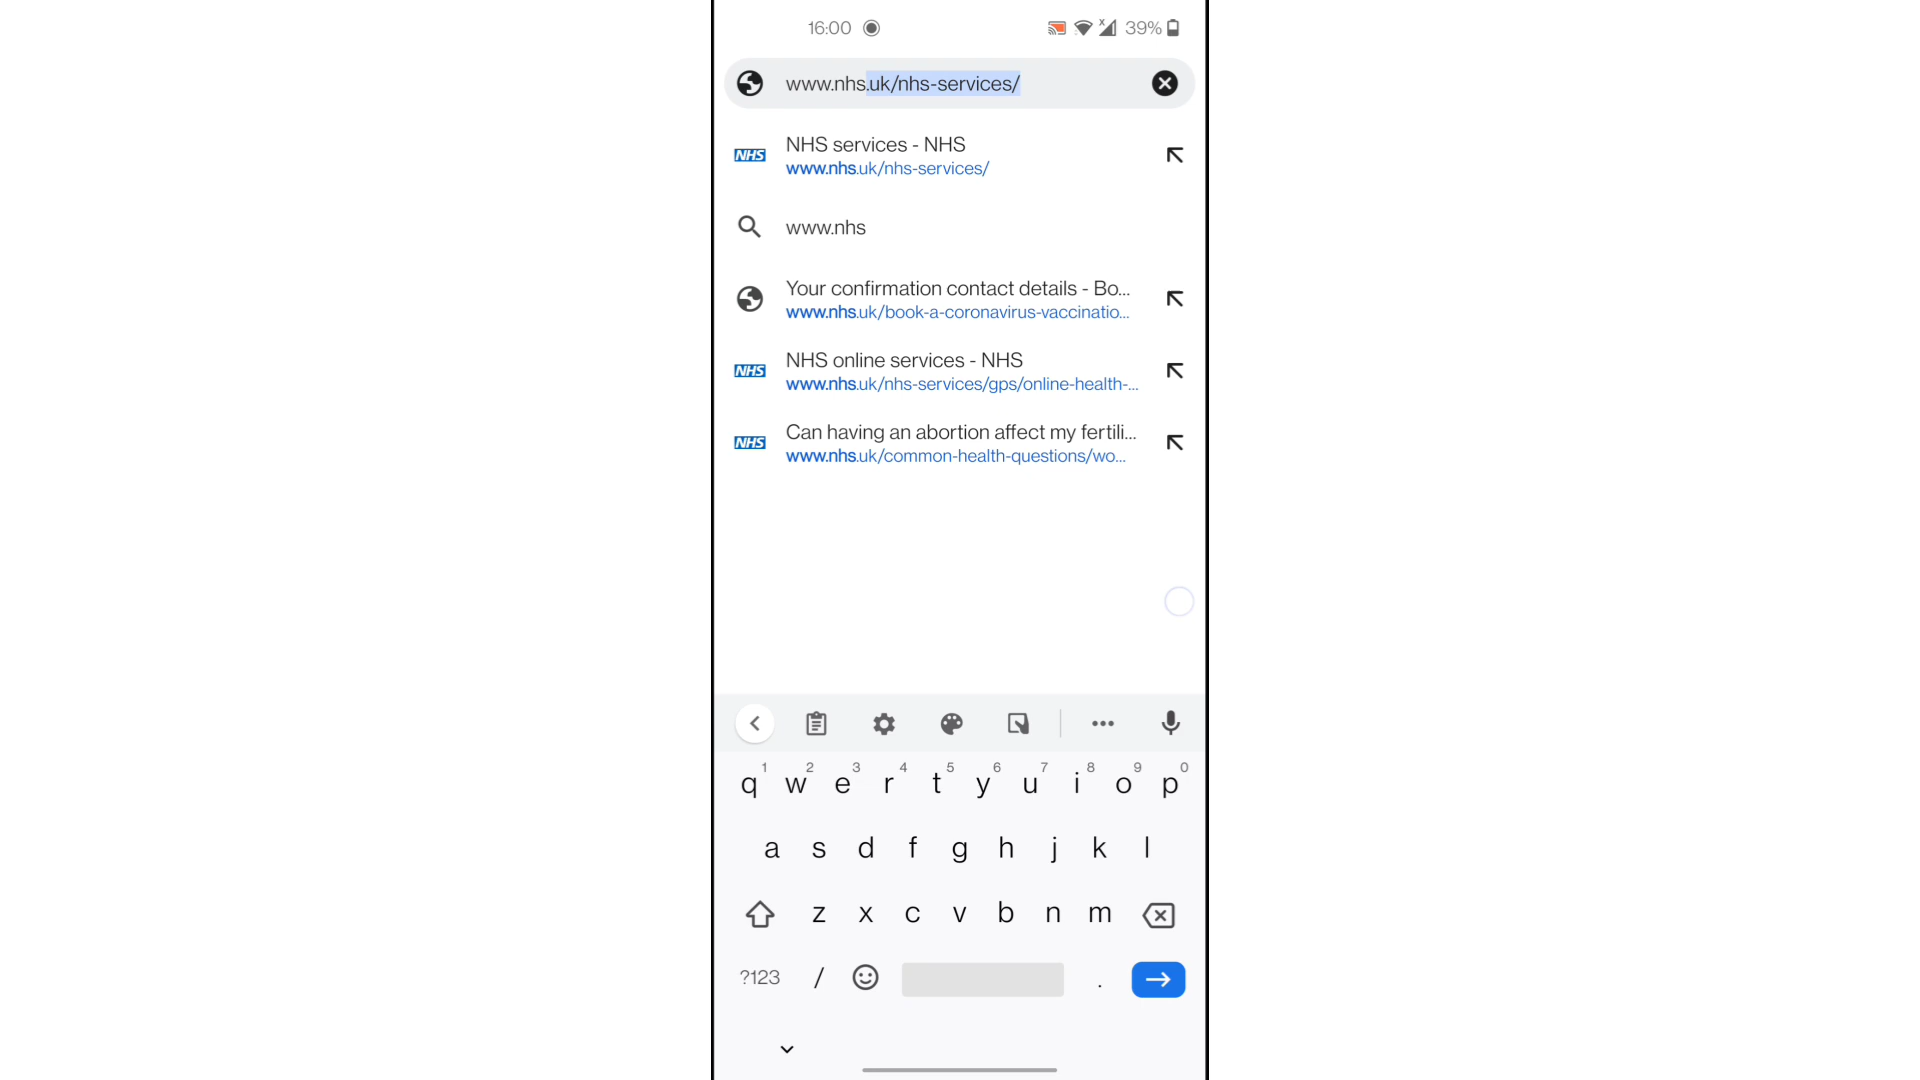 16:00
39%
www.nhs.uk/nhs-services/
NHS
NHS services - NHS
www.nhs.uk/nhs-services/
www.nhs
Your confirmation contact details - Bo...
www.nhs.uk/book-a-coronavirus-vaccinatio...
NHS
NHS online services - NHS
www.nhs.uk/nhs-services/gps/online-health-...
NHS
Can having an abortion affect my fertili...
www.nhs.uk/common-health-questions/wo...
q 1 w 2 e 3 r 4 t 5 y 6 u 7 i 8 o 9 p 0
a s d f g h j k l
z x c v b n m
?123 / .